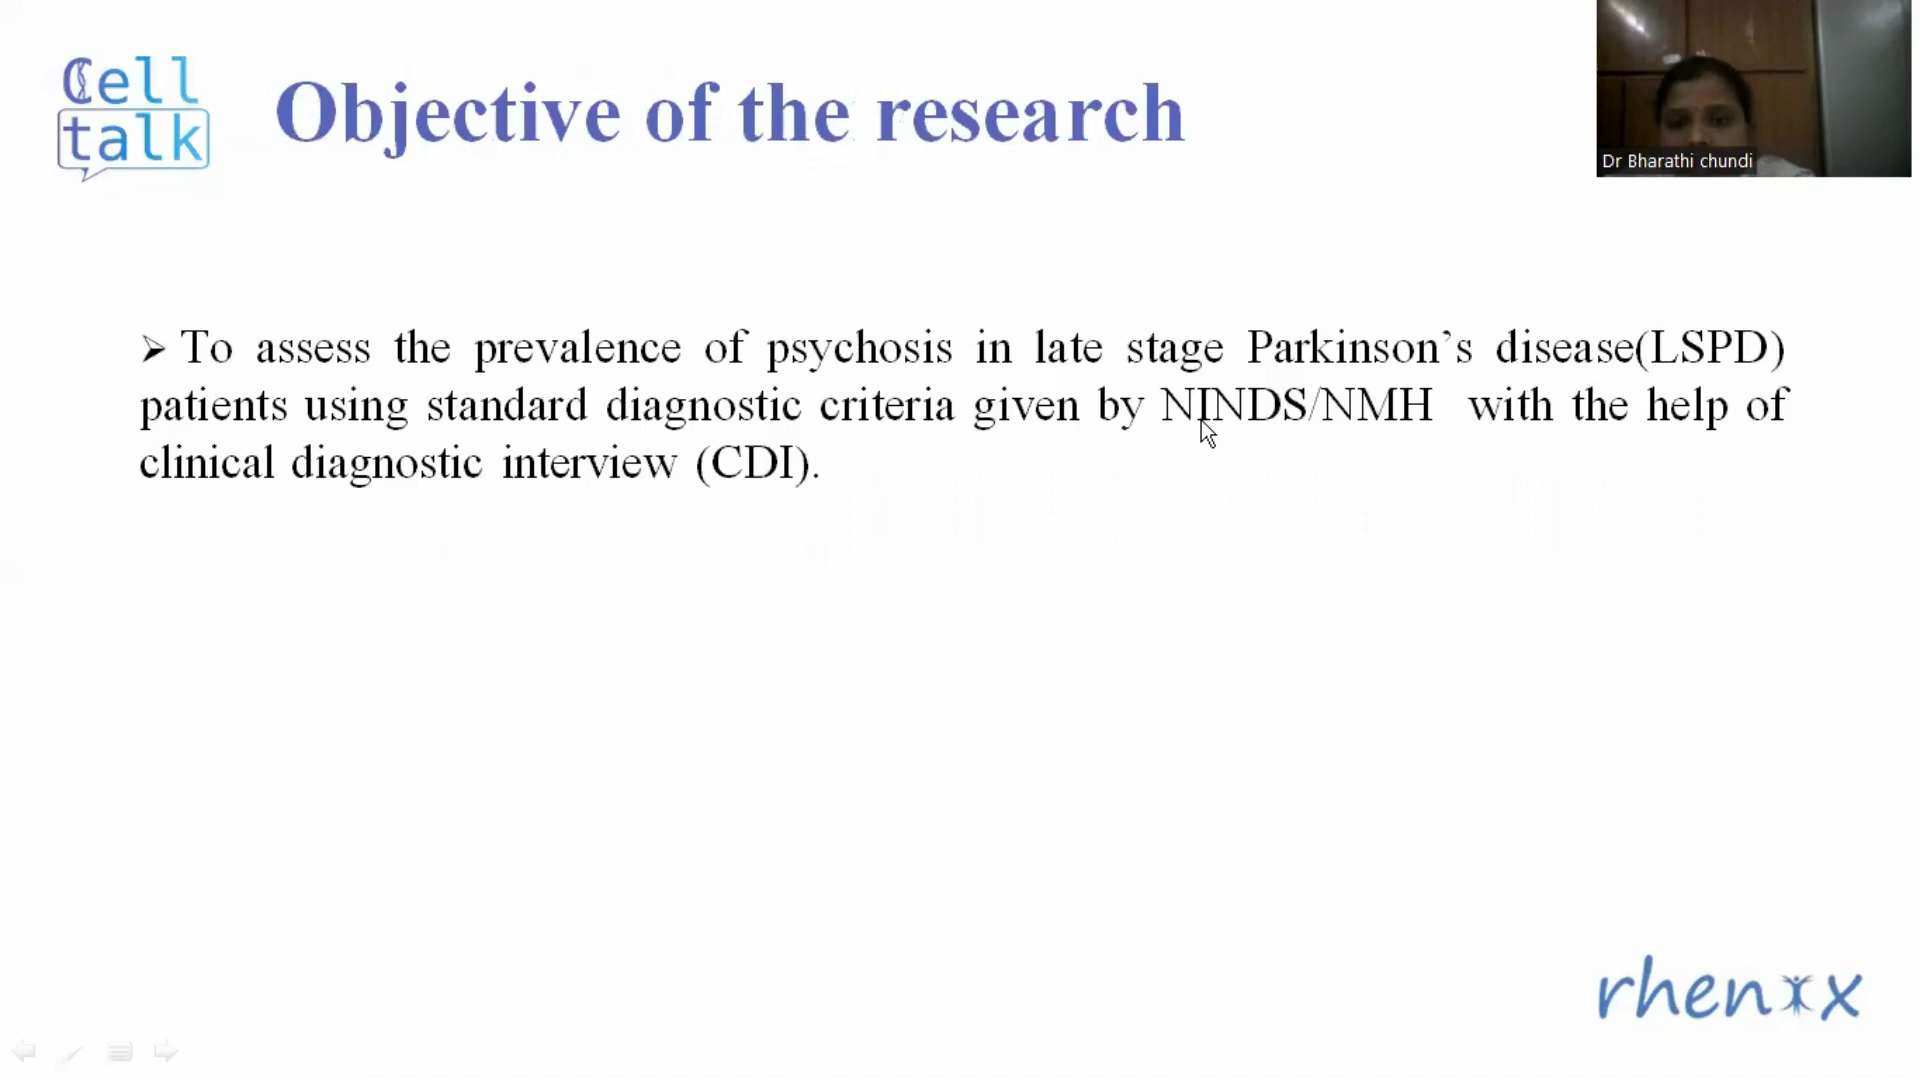 Cell
talk
Objective of the research
Dr Bharathi chundi
➢ To assess the prevalence of psychosis in late stage Parkinson’s disease(LSPD)
patients using standard diagnostic criteria given by NINDS/NMH with the help of
clinical diagnostic interview (CDI).
rhenix